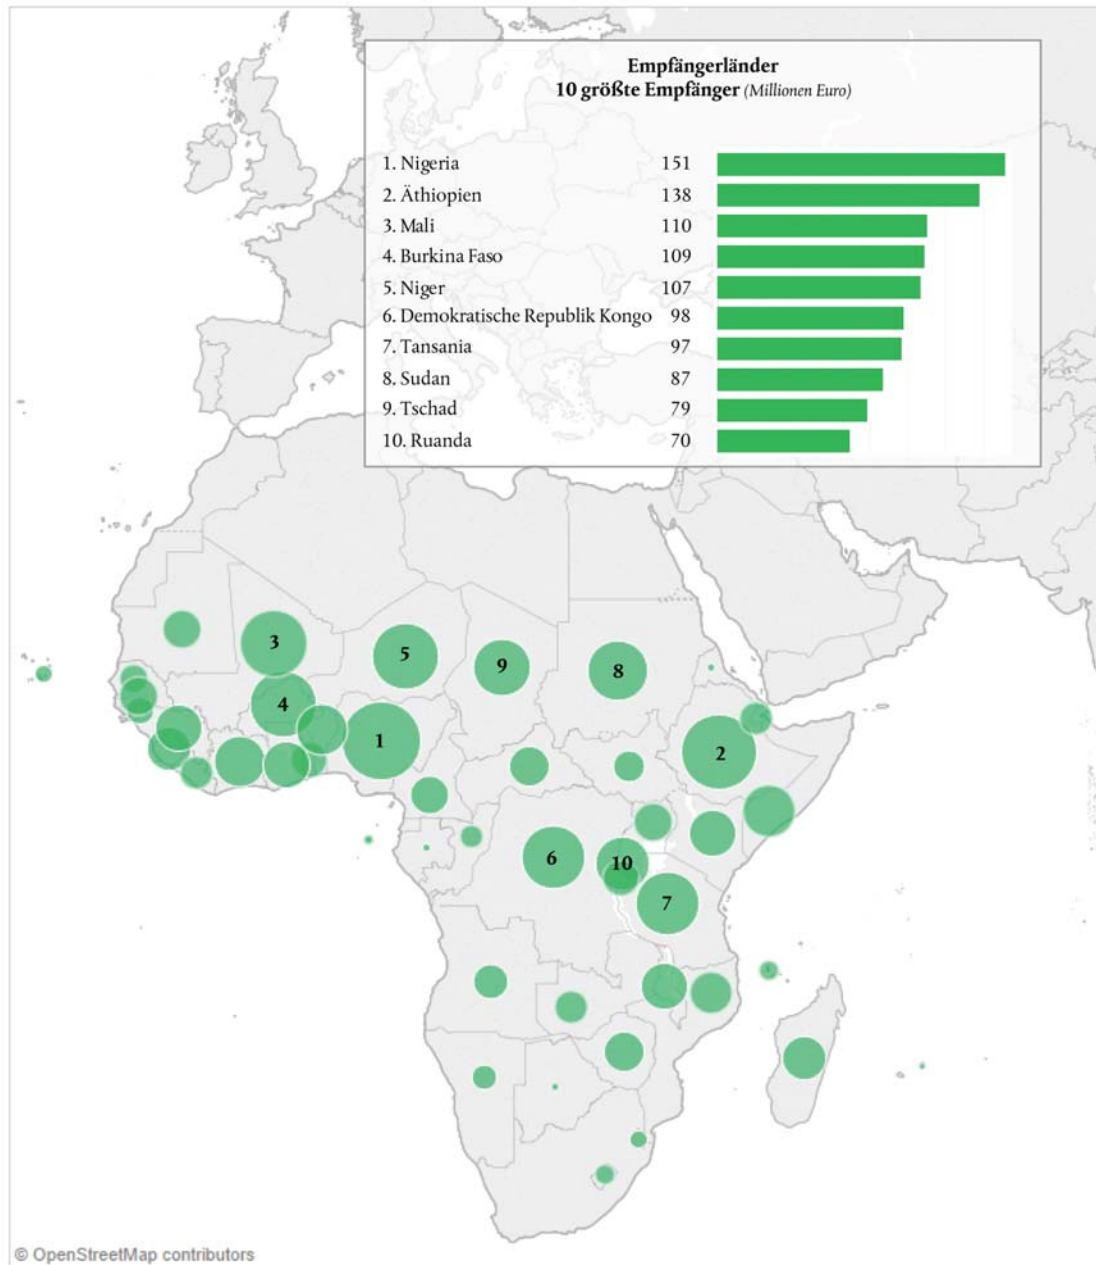 Empfängerländer
10 größte Empfänger (Millionen Euro)
1. Nigeria 151
2. Äthiopien 138
3. Mali 110
4. Burkina Faso 109
5. Niger 107
6. Demokratische Republik Kongo 98
7. Tansania 97
8. Sudan 87
9. Tschad 79
10. Ruanda 70
3
5
9
8
4
1
2
6
10
7
© OpenStreetMap contributors